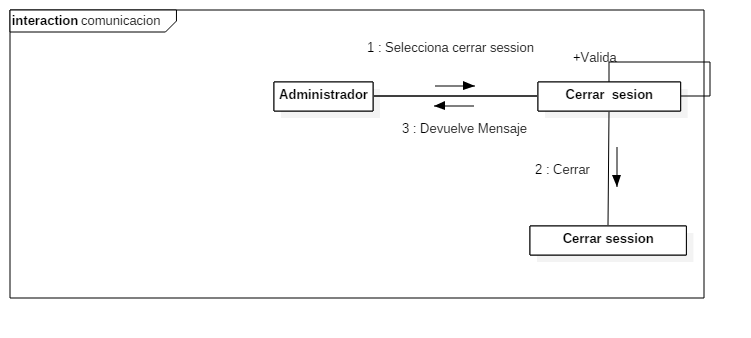 interaction comunicacion
1 : Selecciona cerrar session
+Valida
Administrador
Cerrar  sesion
3 : Devuelve Mensaje
2 : Cerrar
Cerrar session